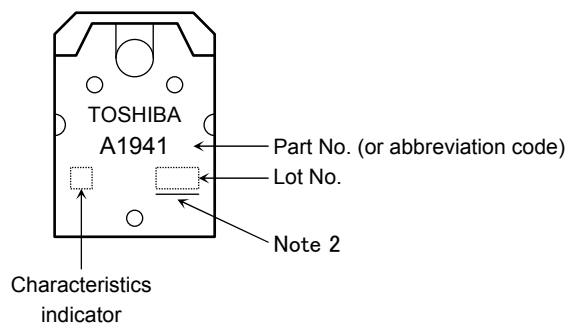 TOSHIBA
A1941
Part No. (or abbreviation code)
Lot No.
Note 2
Characteristics
indicator